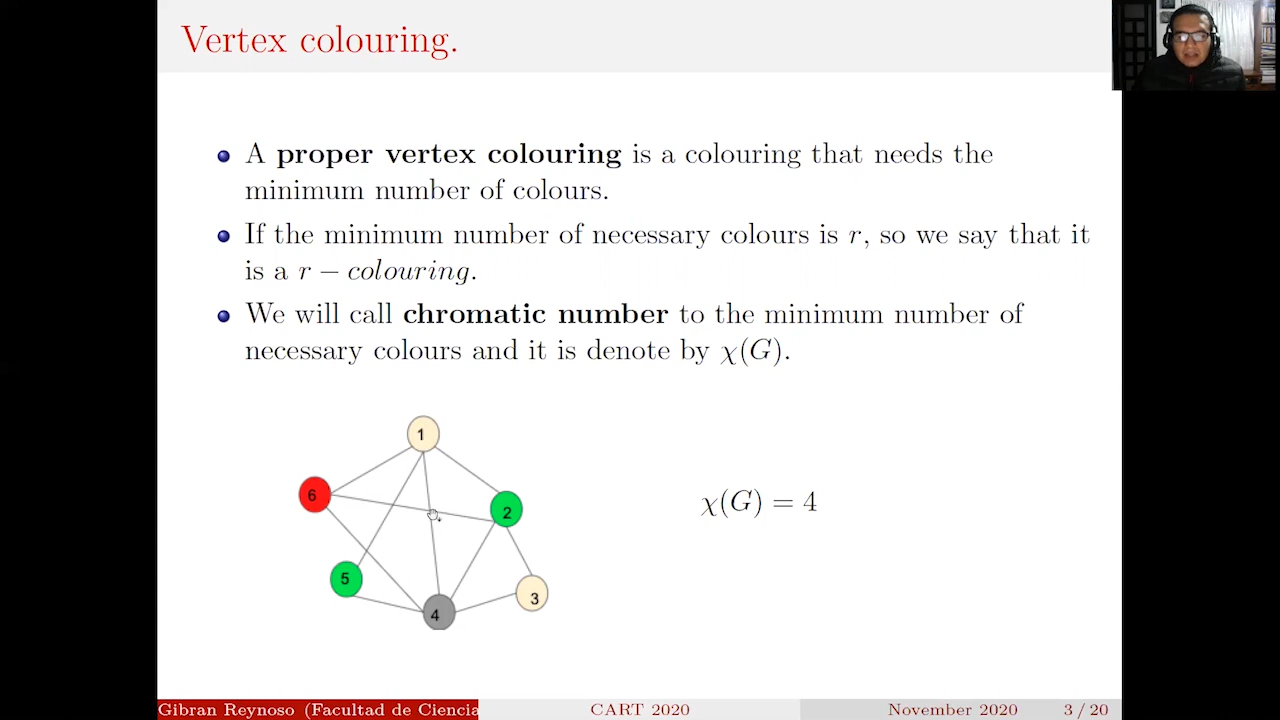 Vertex colouring.
A proper vertex colouring is a colouring that needs the
minimum number of colours.
If the minimum number of necessary colours is r, so we say that it
is a r − colouring.
We will call chromatic number to the minimum number of
necessary colours and it is denote by χ(G).
1
6
2
5
4
3
χ(G) = 4
Gibran Reynoso (Facultad de Ciencia
CART 2020
November 2020
3 / 20